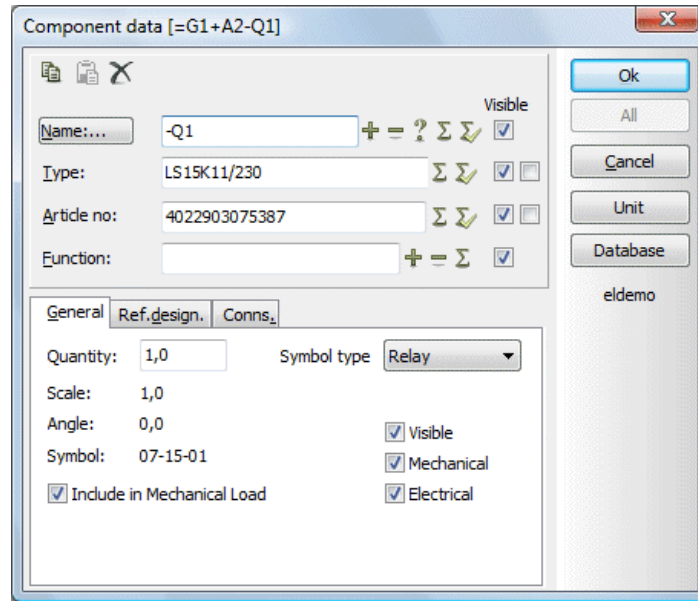 Component data [=G1+A2-Q1]
Visible
Name:... -Q1
Type: LS15K11/230
Article no: 4022903075387
Function:
Ok
All
Cancel
Unit
Database
eldemo
General Ref.design. Conns.
Quantity: 1,0 Symbol type Relay
Scale: 1,0
Angle: 0,0 Visible
Symbol: 07-15-01 Mechanical
Include in Mechanical Load Electrical